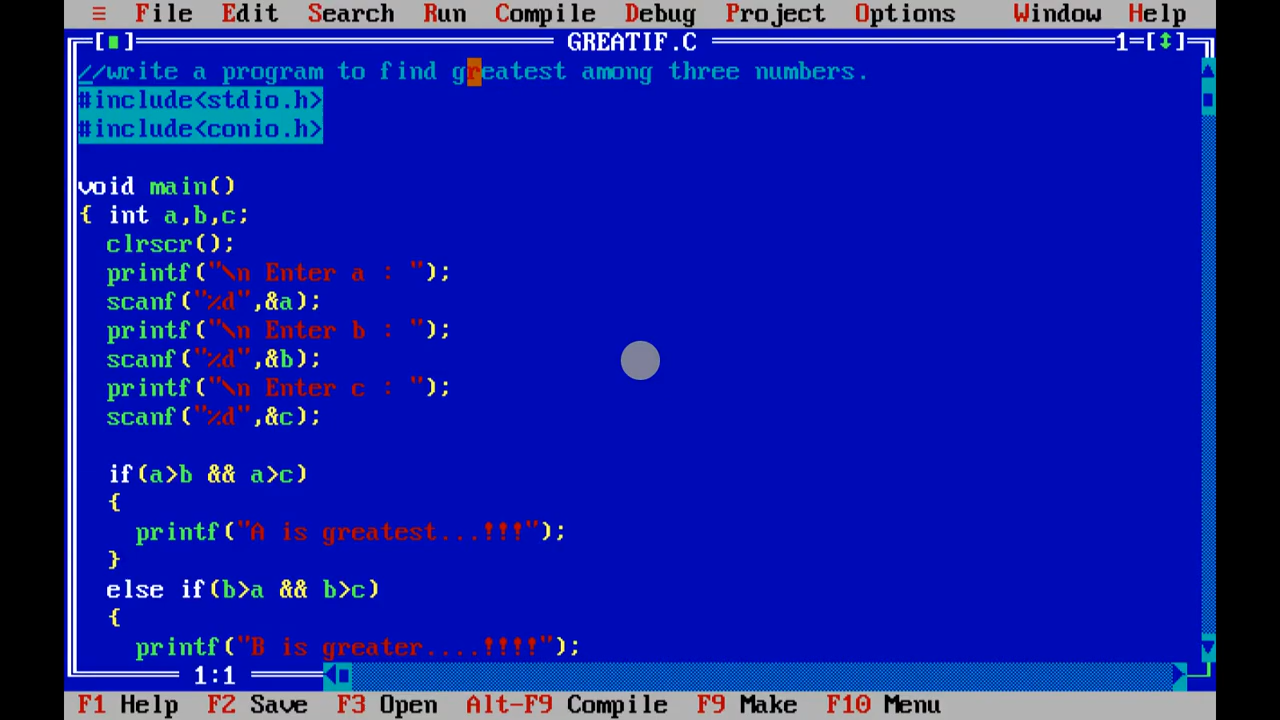 ≡ File Edit Search Run Compile Debug Project Options Window Help
[■] GREATIF.C 1=[↕]
//write a program to find greatest among three numbers.
#include<stdio.h>
#include<conio.h>
void main()
{ int a,b,c;
clrscr();
printf("\n Enter a : ");
scanf("%d",&a);
printf("\n Enter b : ");
scanf("%d",&b);
printf("\n Enter c : ");
scanf("%d",&c);
if(a>b && a>c)
{
printf("A is greatest...!!!");
}
else if(b>a && b>c)
{
printf("B is greater....!!!!");
1:1
F1 Help F2 Save F3 Open Alt-F9 Compile F9 Make F10 Menu